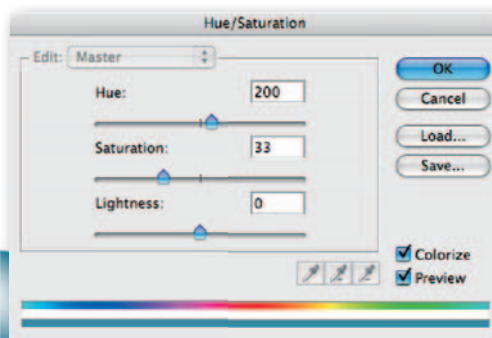 Hue/Saturation
Edit: Master
OK
Hue: 200
Cancel
Load...
Saturation: 33
Save...
Lightness: 0
Colorize
Preview